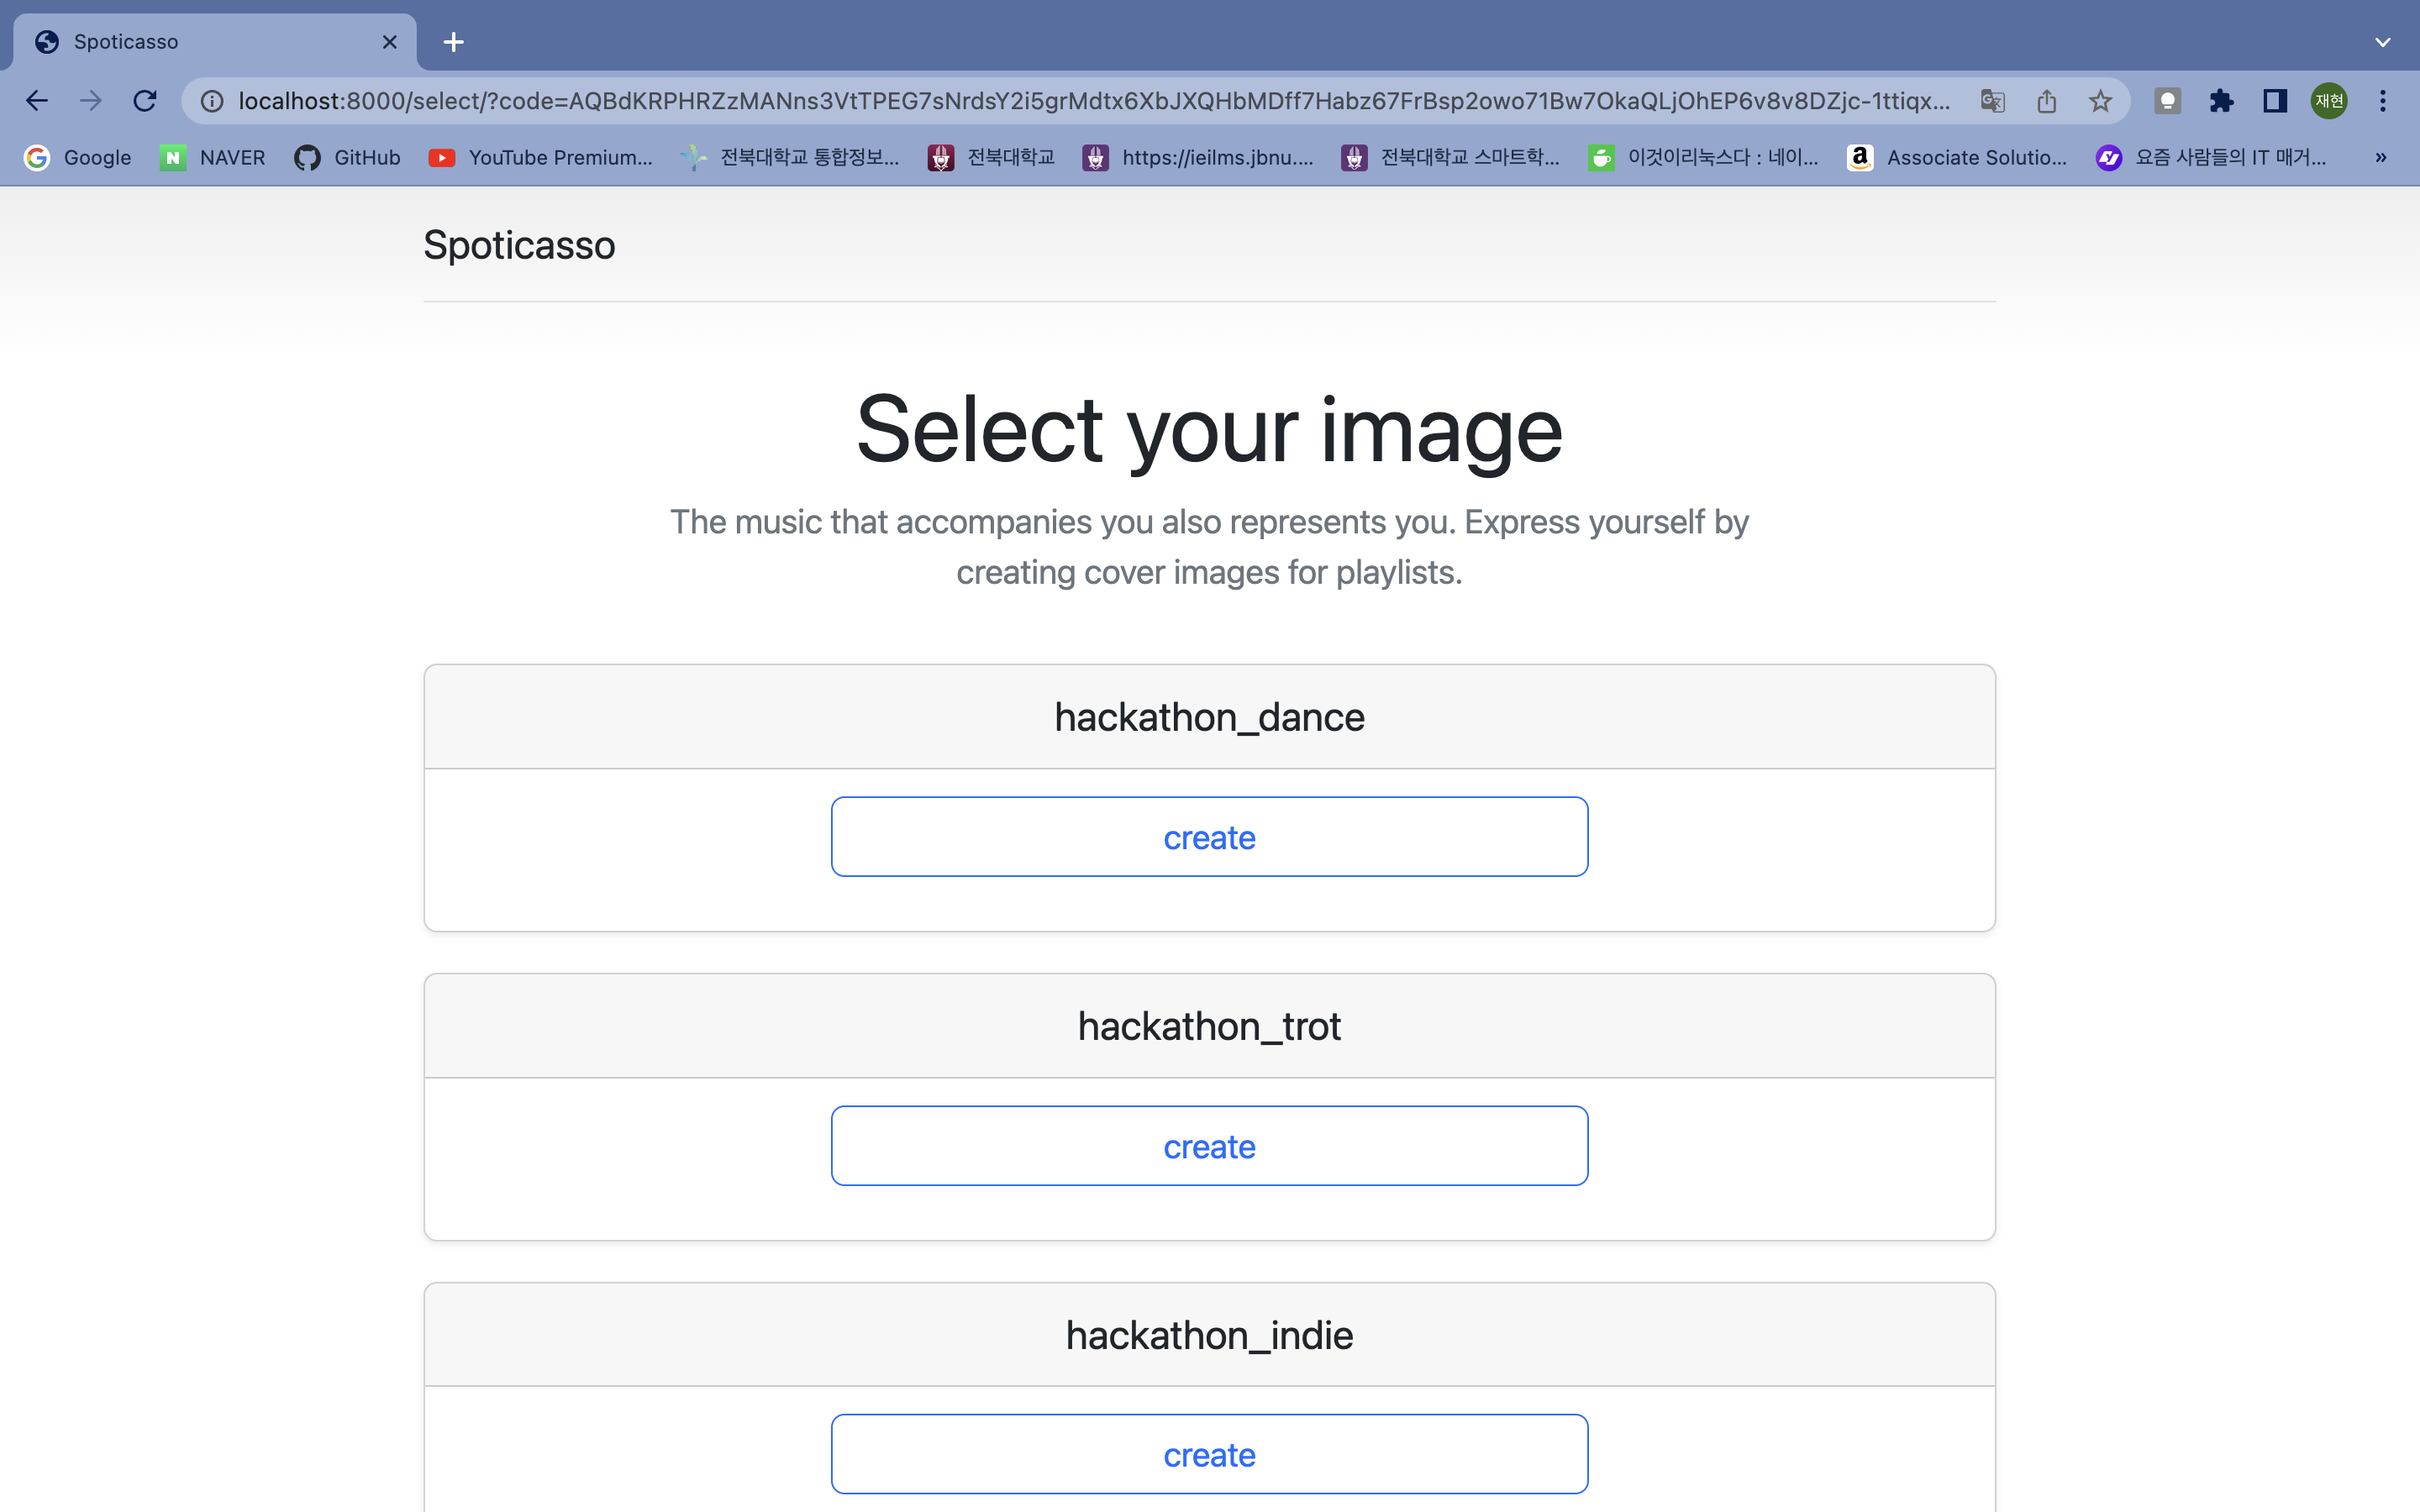 Spoticasso
localhost:8000/select/?code=AQBdKRPHRZzMANns3VtTPEG7sNrdsY2i5grMdtx6XbJXQHbMDff7Habz67FrBsp2owo71Bw7OkaQLjOhEP6v8v8DZjc-1ttiqx...
재현
Google NAVER GitHub YouTube Premium... 전북대학교 통합정보... 전북대학교 https://ieilms.jbnu.... 전북대학교 스마트학... 이것이리눅스다 : 네이... Associate Solutio... 요즘 사람들의 IT 매거... »
Spoticasso
Select your image
The music that accompanies you also represents you. Express yourself by
creating cover images for playlists.
hackathon_dance
create
hackathon_trot
create
hackathon_indie
create